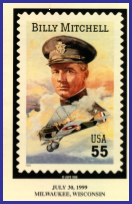 BILLY MITCHELL
USA
55
JULY 30, 1999
MILWAUKEE, WISCONSIN